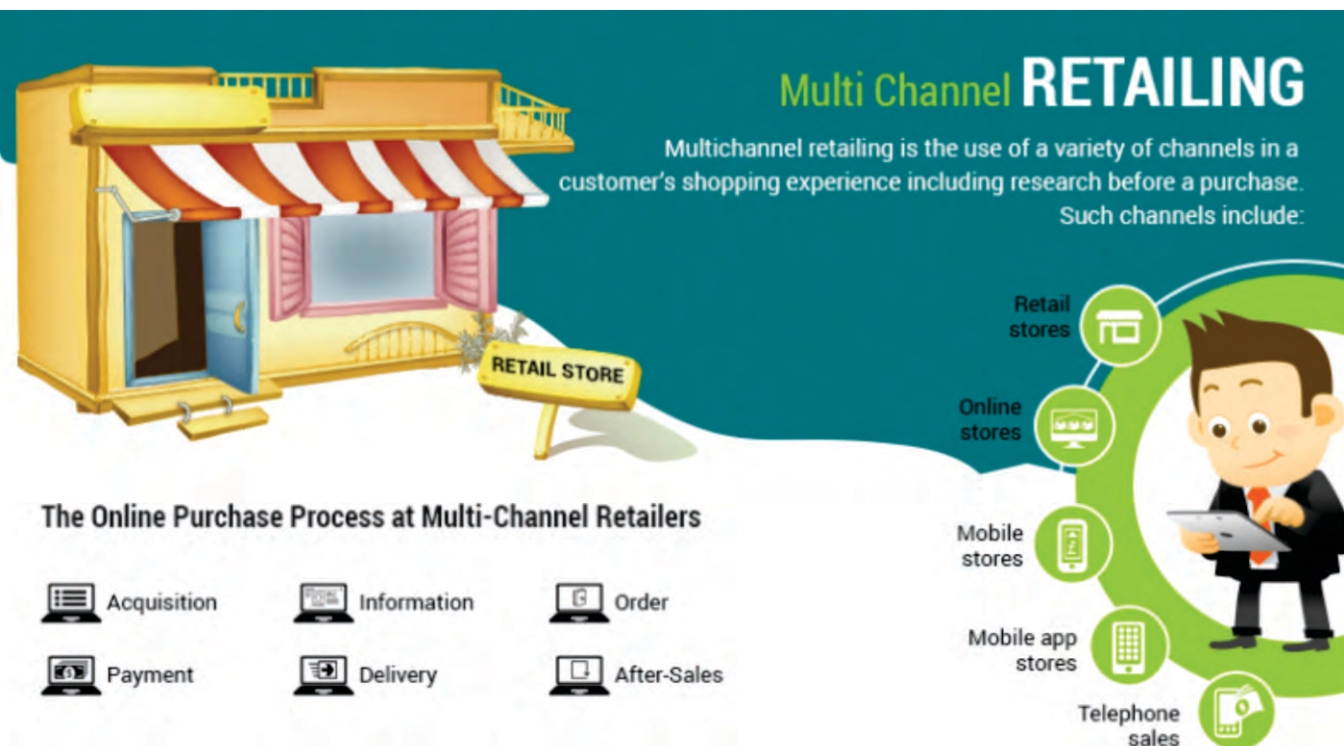 Multi Channel RETAILING
Multichannel retailing is the use of a variety of channels in a
customer's shopping experience including research before a purchase.
Such channels include:
RETAIL STORE
Retail
stores
Online
stores
Mobile
stores
Mobile app
stores
Telephone
sales
The Online Purchase Process at Multi-Channel Retailers
Acquisition
Information
Order
Payment
Delivery
After-Sales